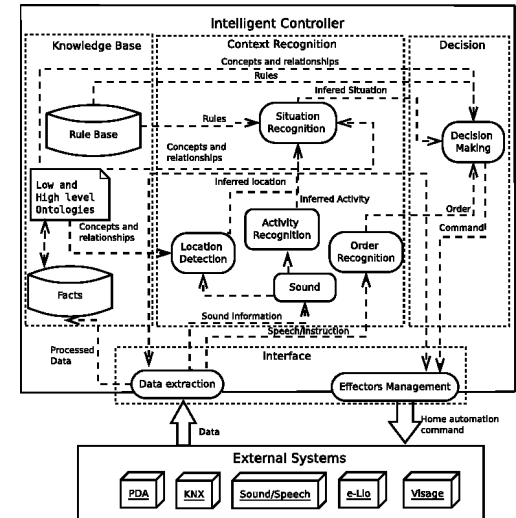 Intelligent Controller
Knowledge Base
Context Recognition
Decision
Concepts and relationships
Rules
Infered Situation
Rule Base
Rules
Situation
Recognition
Decision
Making
Concepts and
relationships
Low and
High level
Ontologies
Inferred location
Inferred Activity
Concepts and
relationships
Location
Detection
Activity
Recognition
Order
Recognition
Order
Command
Facts
Sound
Sound Information
Speech/Instruction
Processed
Data
Interface
Data extraction
Effectors Management
Data
Home automation
command
External Systems
PDA
KNX
Sound/Speech
e-Lio
Visage